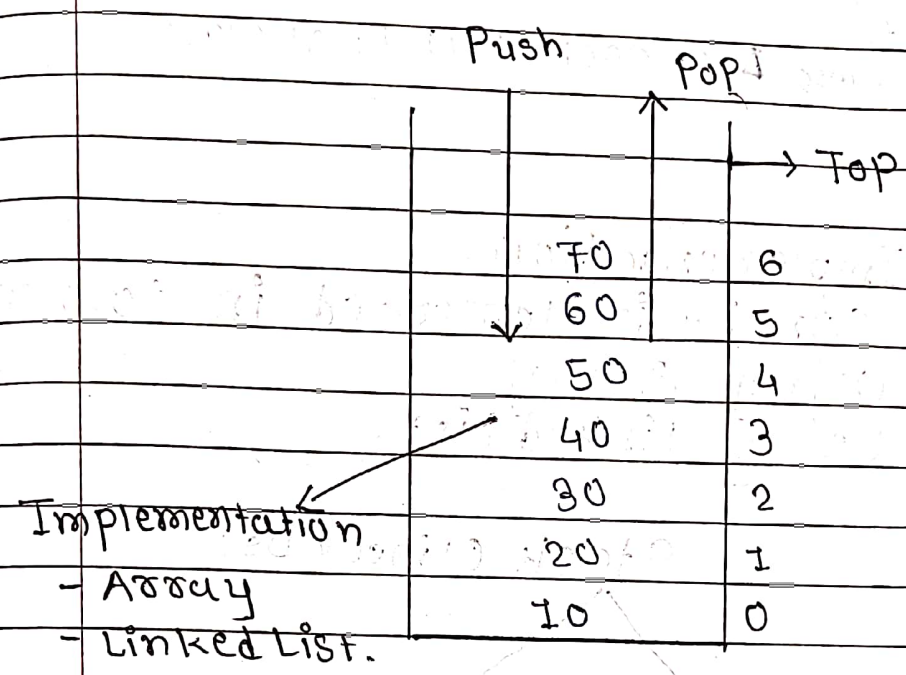 Push
Pop
Top
70 6
60 5
50 4
40 3
30 2
Implementation
20 1
- Array
10 0
- Linked List.